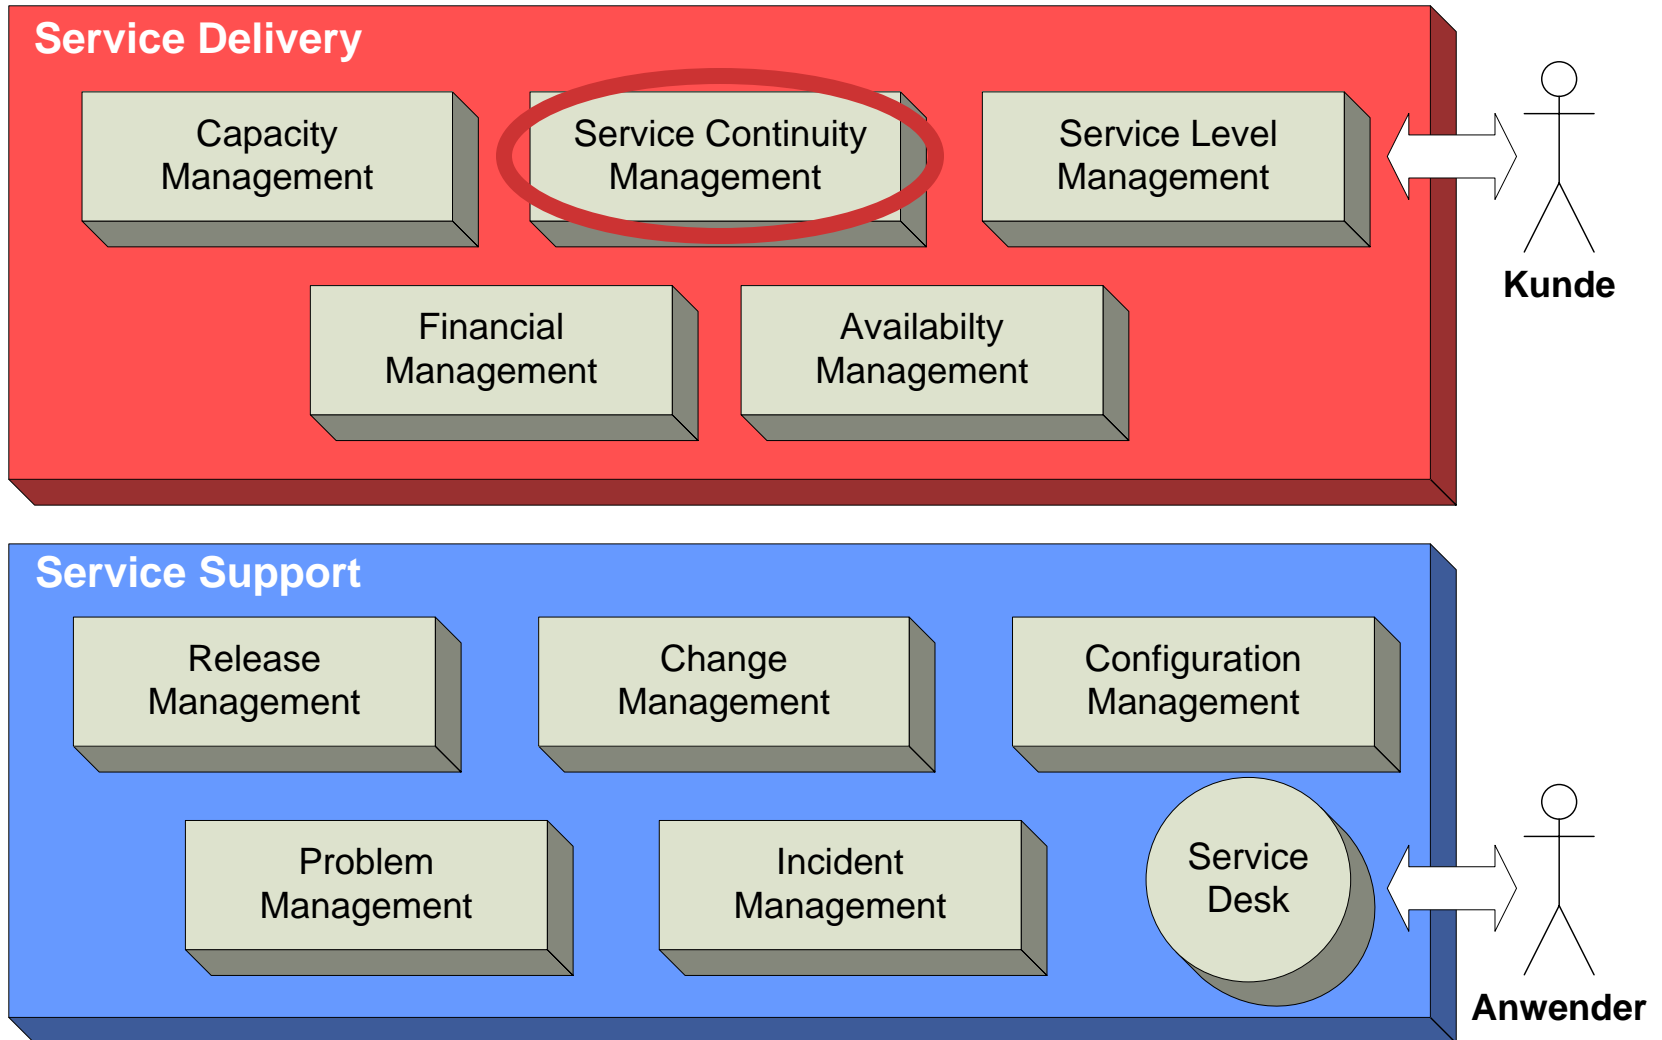 Service Delivery
Capacity
Management
Service Continuity
Management
Service Level
Management
Kunde
Financial
Management
Availabilty
Management
Service Support
Release
Management
Change
Management
Configuration
Management
Problem
Management
Incident
Management
Service
Desk
Anwender